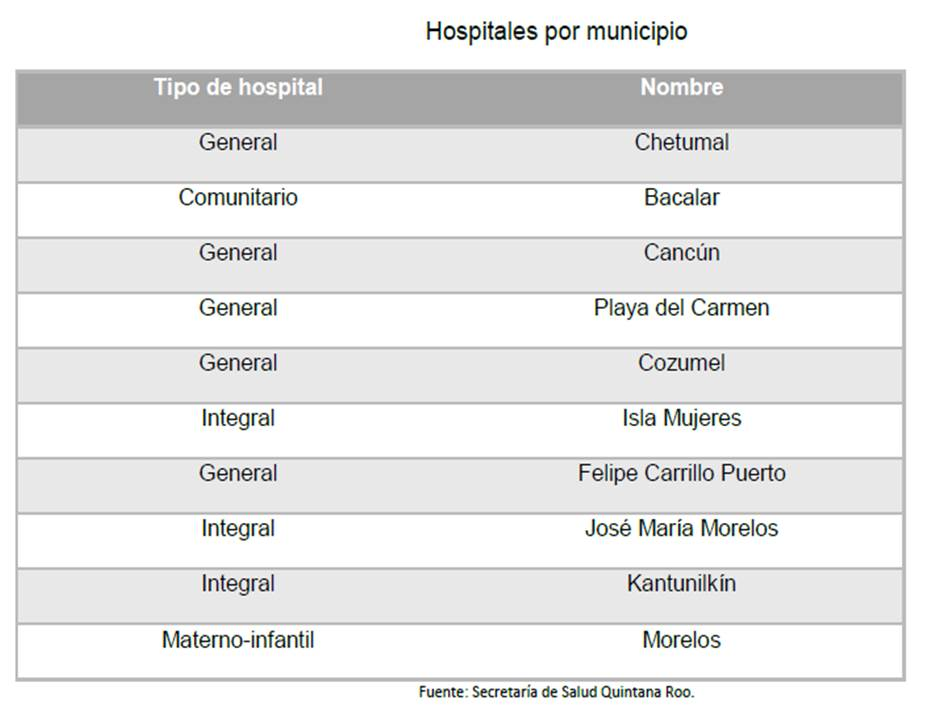 Hospitales por municipio
Tipo de hospital Nombre
General Chetumal
Comunitario Bacalar
General Cancún
General Playa del Carmen
General Cozumel
Integral Isla Mujeres
General Felipe Carrillo Puerto
Integral José María Morelos
Integral Kantunilkín
Materno-infantil Morelos
Fuente: Secretaría de Salud Quintana Roo.